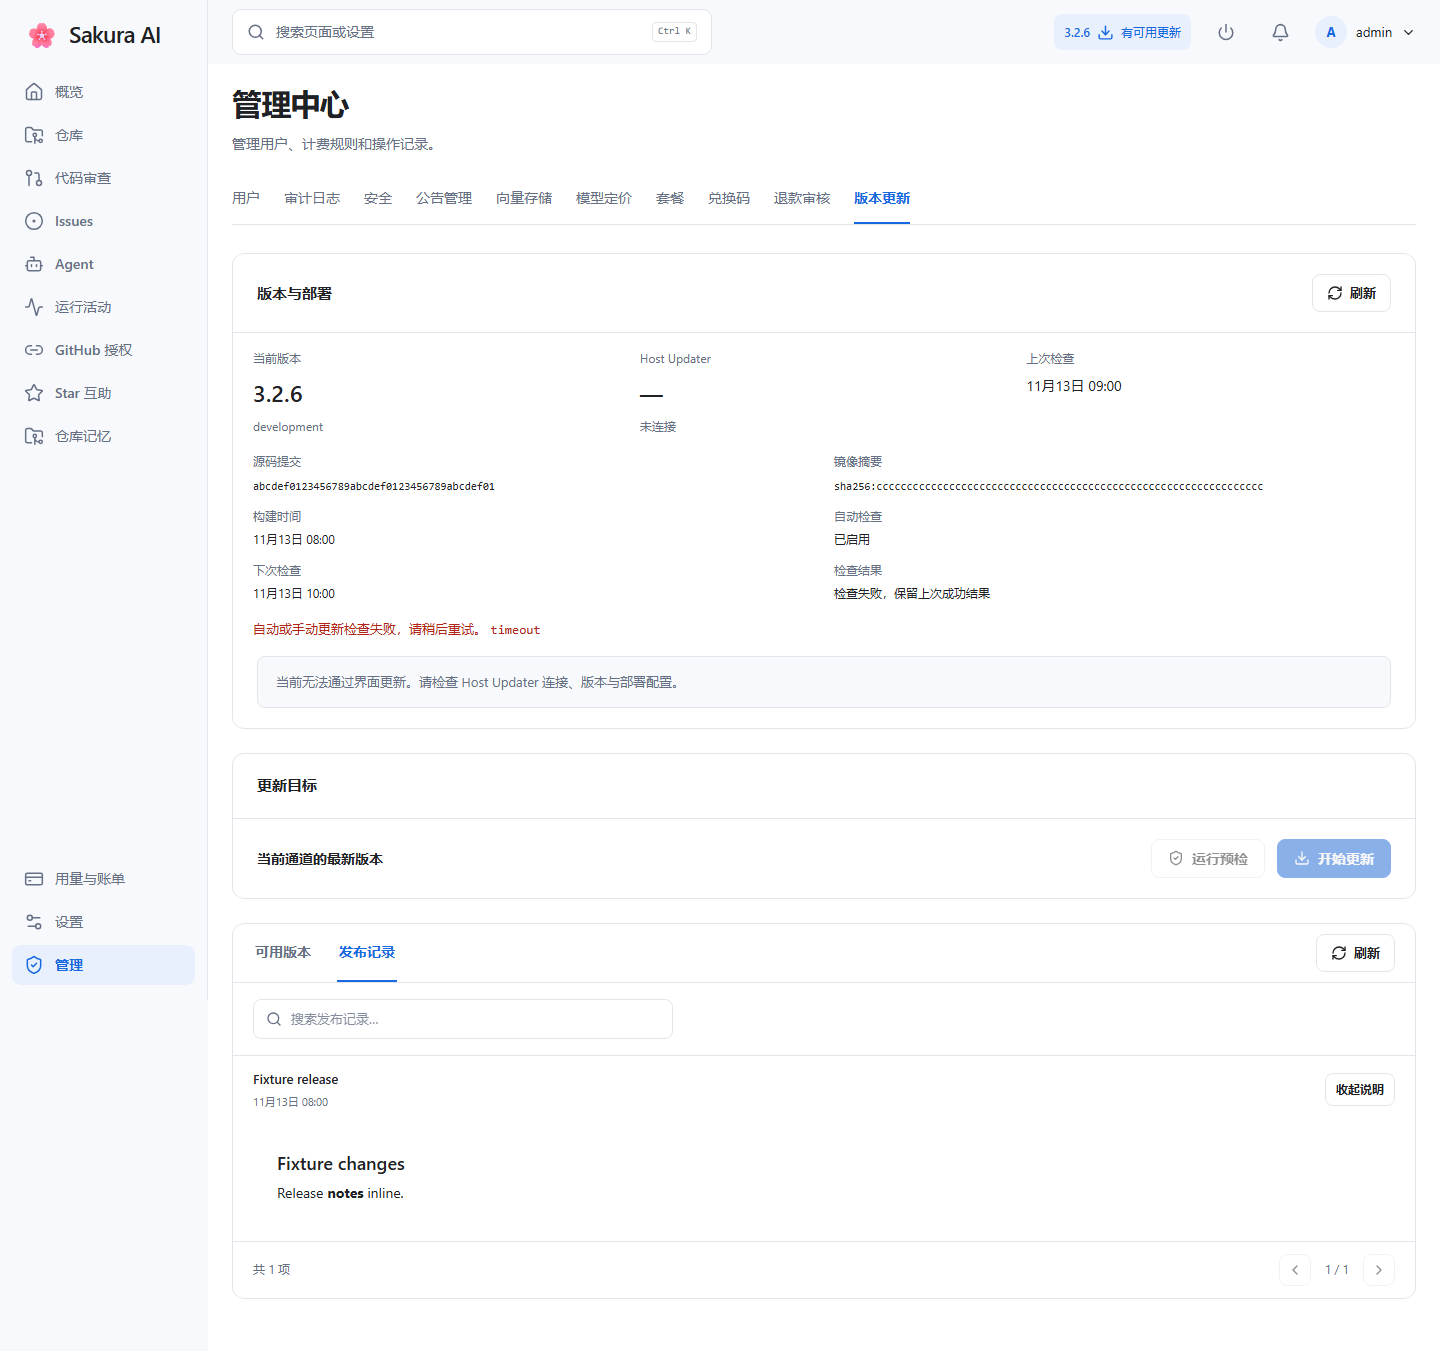 Sakura AI
搜索页面或设置
Ctrl K
3.2.6 有可用更新
A
admin
概览
仓库
代码审查
Issues
Agent
运行活动
GitHub 授权
Star 互助
仓库记忆
用量与账单
设置
管理
管理中心
管理用户、计费规则和操作记录。
用户 审计日志 安全 公告管理 向量存储 模型定价 套餐 兑换码 退款审核 版本更新
版本与部署
刷新
当前版本
3.2.6
development
Host Updater
—
未连接
上次检查
11月13日 09:00
源码提交
abcdef0123456789abcdef0123456789abcdef01
镜像摘要
sha256:cccccccccccccccccccccccccccccccccccccccccccccccccccccccccccccccc
构建时间
11月13日 08:00
自动检查
已启用
下次检查
11月13日 10:00
检查结果
检查失败，保留上次成功结果
自动或手动更新检查失败，请稍后重试。 timeout
当前无法通过界面更新。请检查 Host Updater 连接、版本与部署配置。
更新目标
当前通道的最新版本
运行预检
开始更新
可用版本 发布记录
刷新
搜索发布记录...
Fixture release
11月13日 08:00
收起说明
Fixture changes
Release notes inline.
共 1 项
1 / 1